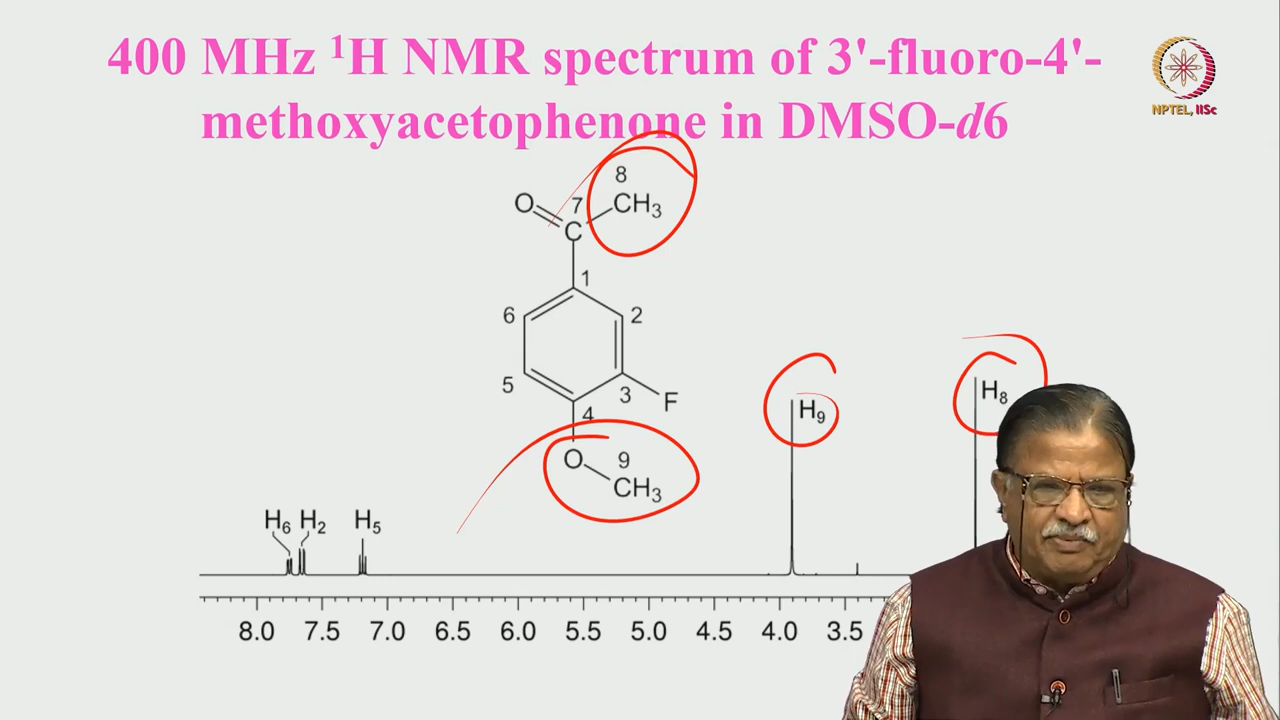 400 MHz ¹H NMR spectrum of 3'-fluoro-4'-
methoxyacetophenone in DMSO-d6
NPTEL, IISc
8
O
7
CH₃
C
1
6
2
5
3
F
4
O
9
CH₃
H₉
H₈
H₆
H₂
H₅
8.0 7.5 7.0 6.5 6.0 5.5 5.0 4.5 4.0 3.5